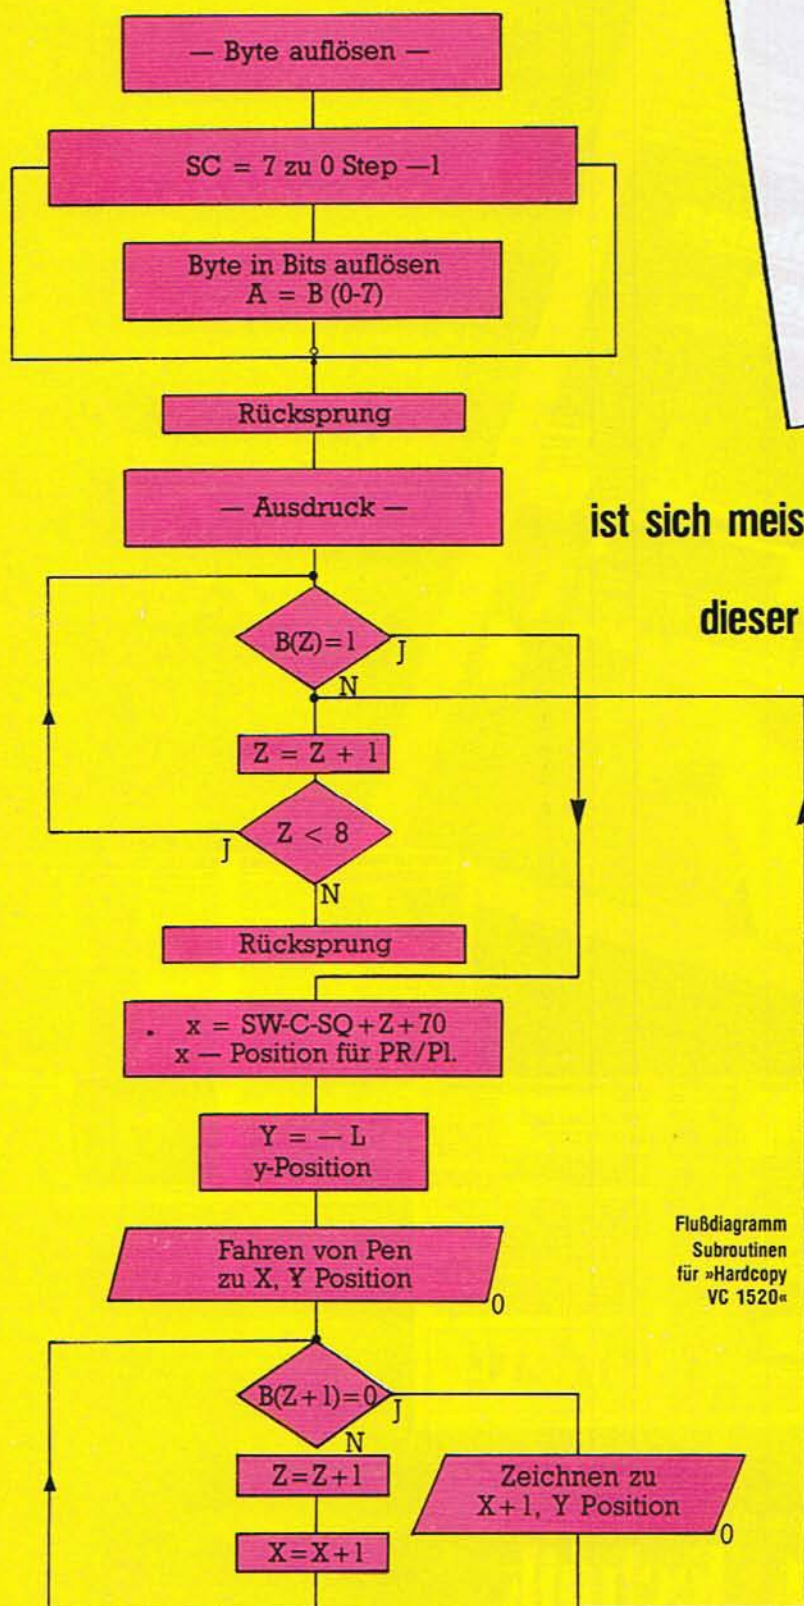 — Byte auflösen —
SC = 7 zu 0 Step —1
Byte in Bits auflösen
A = B (0-7)
Rücksprung
— Ausdruck —
ist sich meis
dieser
B(Z)=1
J
N
Z = Z + 1
Z < 8
J
N
Rücksprung
x = SW-C-SQ+Z+70
x — Position für PR/Pl.
Y = — L
y-Position
Fahren von Pen
zu X, Y Position
0
Flußdiagramm
Subroutinen
für »Hardcopy
VC 1520«
B(Z+1)=0
J
N
Z=Z+1
Zeichnen zu
X+1, Y Position
0
X=X+1